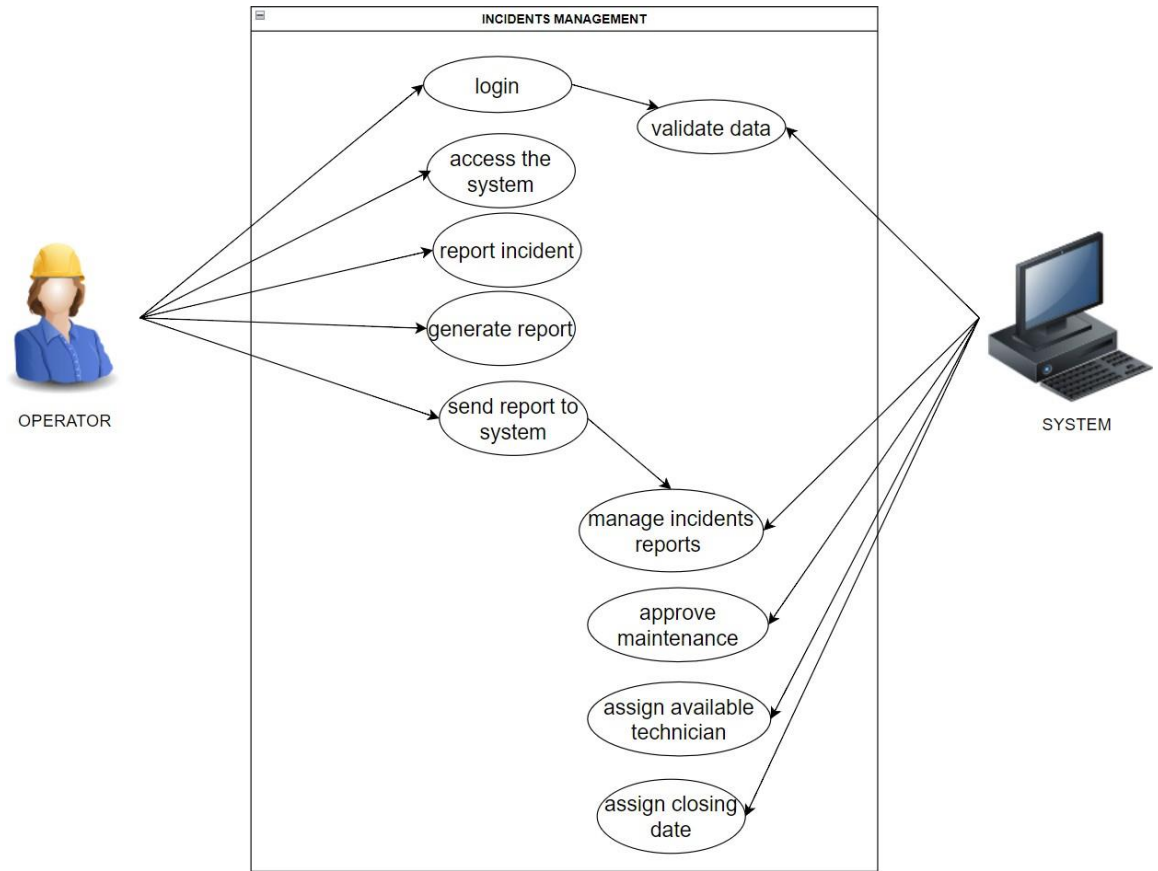 INCIDENTS MANAGEMENT
login
validate data
access the
system
report incident
generate report
send report to
system
OPERATOR
SYSTEM
manage incidents
reports
approve
maintenance
assign available
technician
assign closing
date